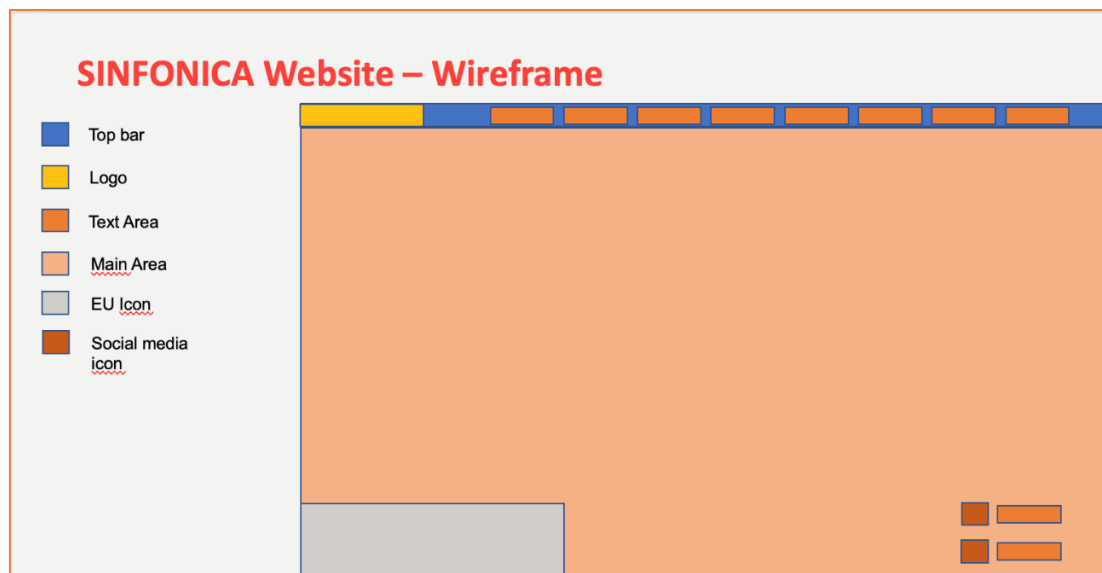 SINFONICA Website – Wireframe
Top bar
Logo
Text Area
Main Area
EU Icon
Social media
icon